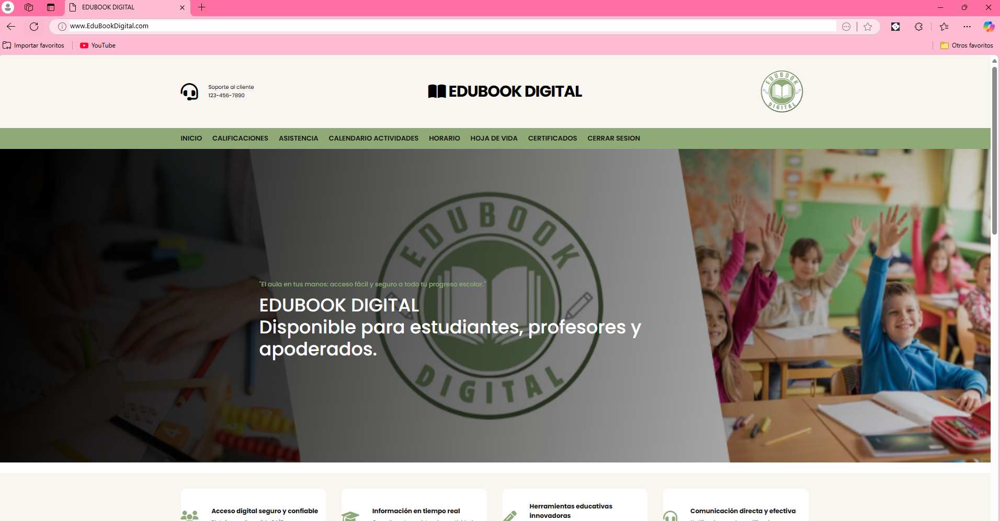 EDUBOOK DIGITAL
www.EduBookDigital.com
Importar favoritos
YouTube
Otros favoritos
Soporte al cliente
123-456-7890
EDUBOOK DIGITAL
EDUBOOK
DIGITAL
INICIO CALIFICACIONES ASISTENCIA CALENDARIO ACTIVIDADES HORARIO HOJA DE VIDA CERTIFICADOS CERRAR SESION
EDUBOOK
"El aula en tus manos: acceso fácil y seguro a todo tu progreso escolar."
EDUBOOK DIGITAL
Disponible para estudiantes, profesores y
apoderados.
DIGITAL
4
Acceso digital seguro y confiable
Información en tiempo real
Herramientas educativas
innovadoras
Comunicación directa y efectiva